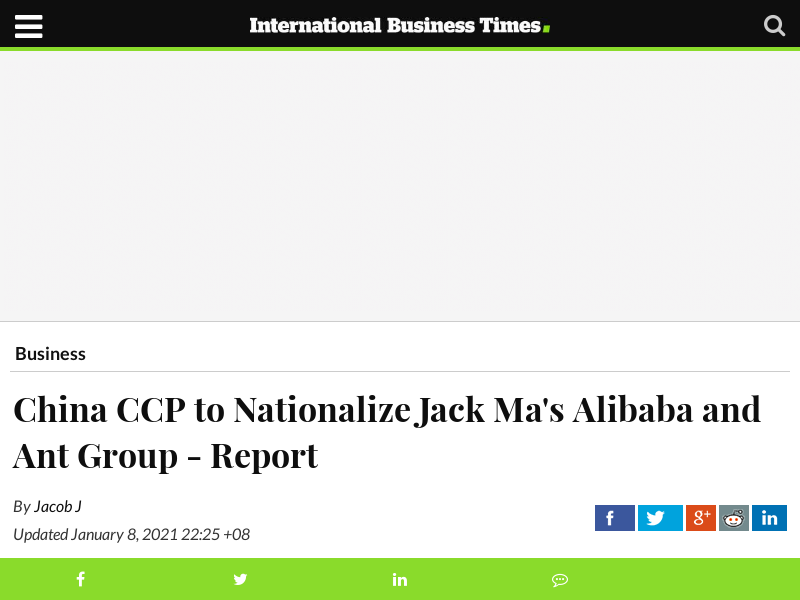 International Business Times.
Business
China CCP to Nationalize Jack Ma's Alibaba and
Ant Group - Report
By Jacob J
Updated January 8, 2021 22:25 +08